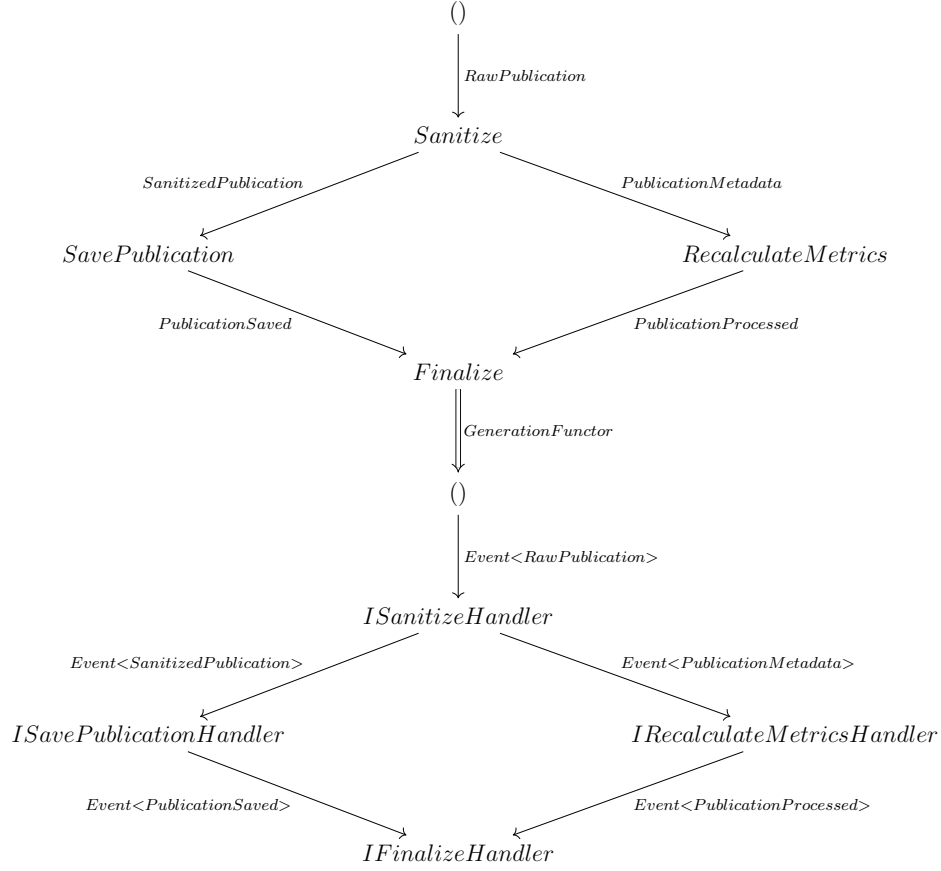 ()
RawPublication
Sanitize
SanitizedPublication
PublicationMetadata
SavePublication
RecalculateMetrics
PublicationSaved
PublicationProcessed
Finalize
GenerationFunctor
()
Event<RawPublication>
ISanitizeHandler
Event<SanitizedPublication>
Event<PublicationMetadata>
ISavePublicationHandler
IRecalculateMetricsHandler
Event<PublicationSaved>
Event<PublicationProcessed>
IFinalizeHandler